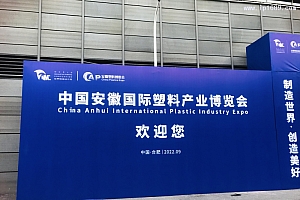 中国安徽国际塑料产业博览会
China Anhui International Plastic Industry Expo
欢迎您
中国·合肥 | 2022.09
制造世界·创造美好